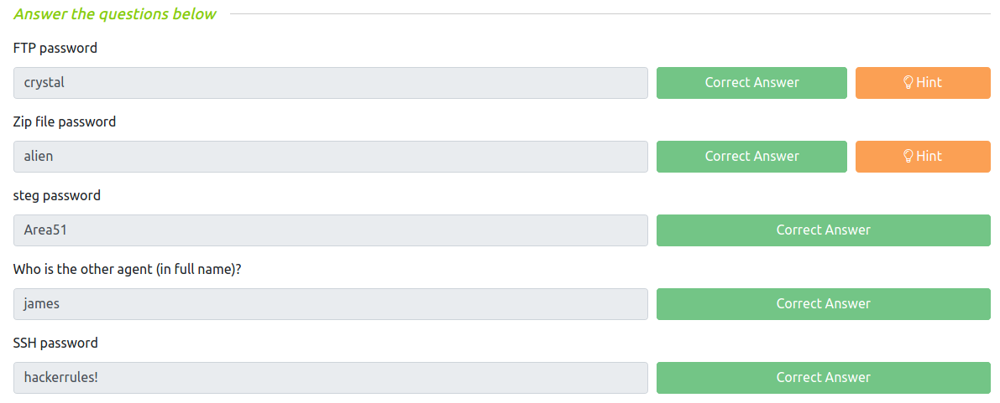 Answer the questions below
FTP password
crystal Correct Answer Hint
Zip file password
alien Correct Answer Hint
steg password
Area51 Correct Answer
Who is the other agent (in full name)?
james Correct Answer
SSH password
hackerrules! Correct Answer